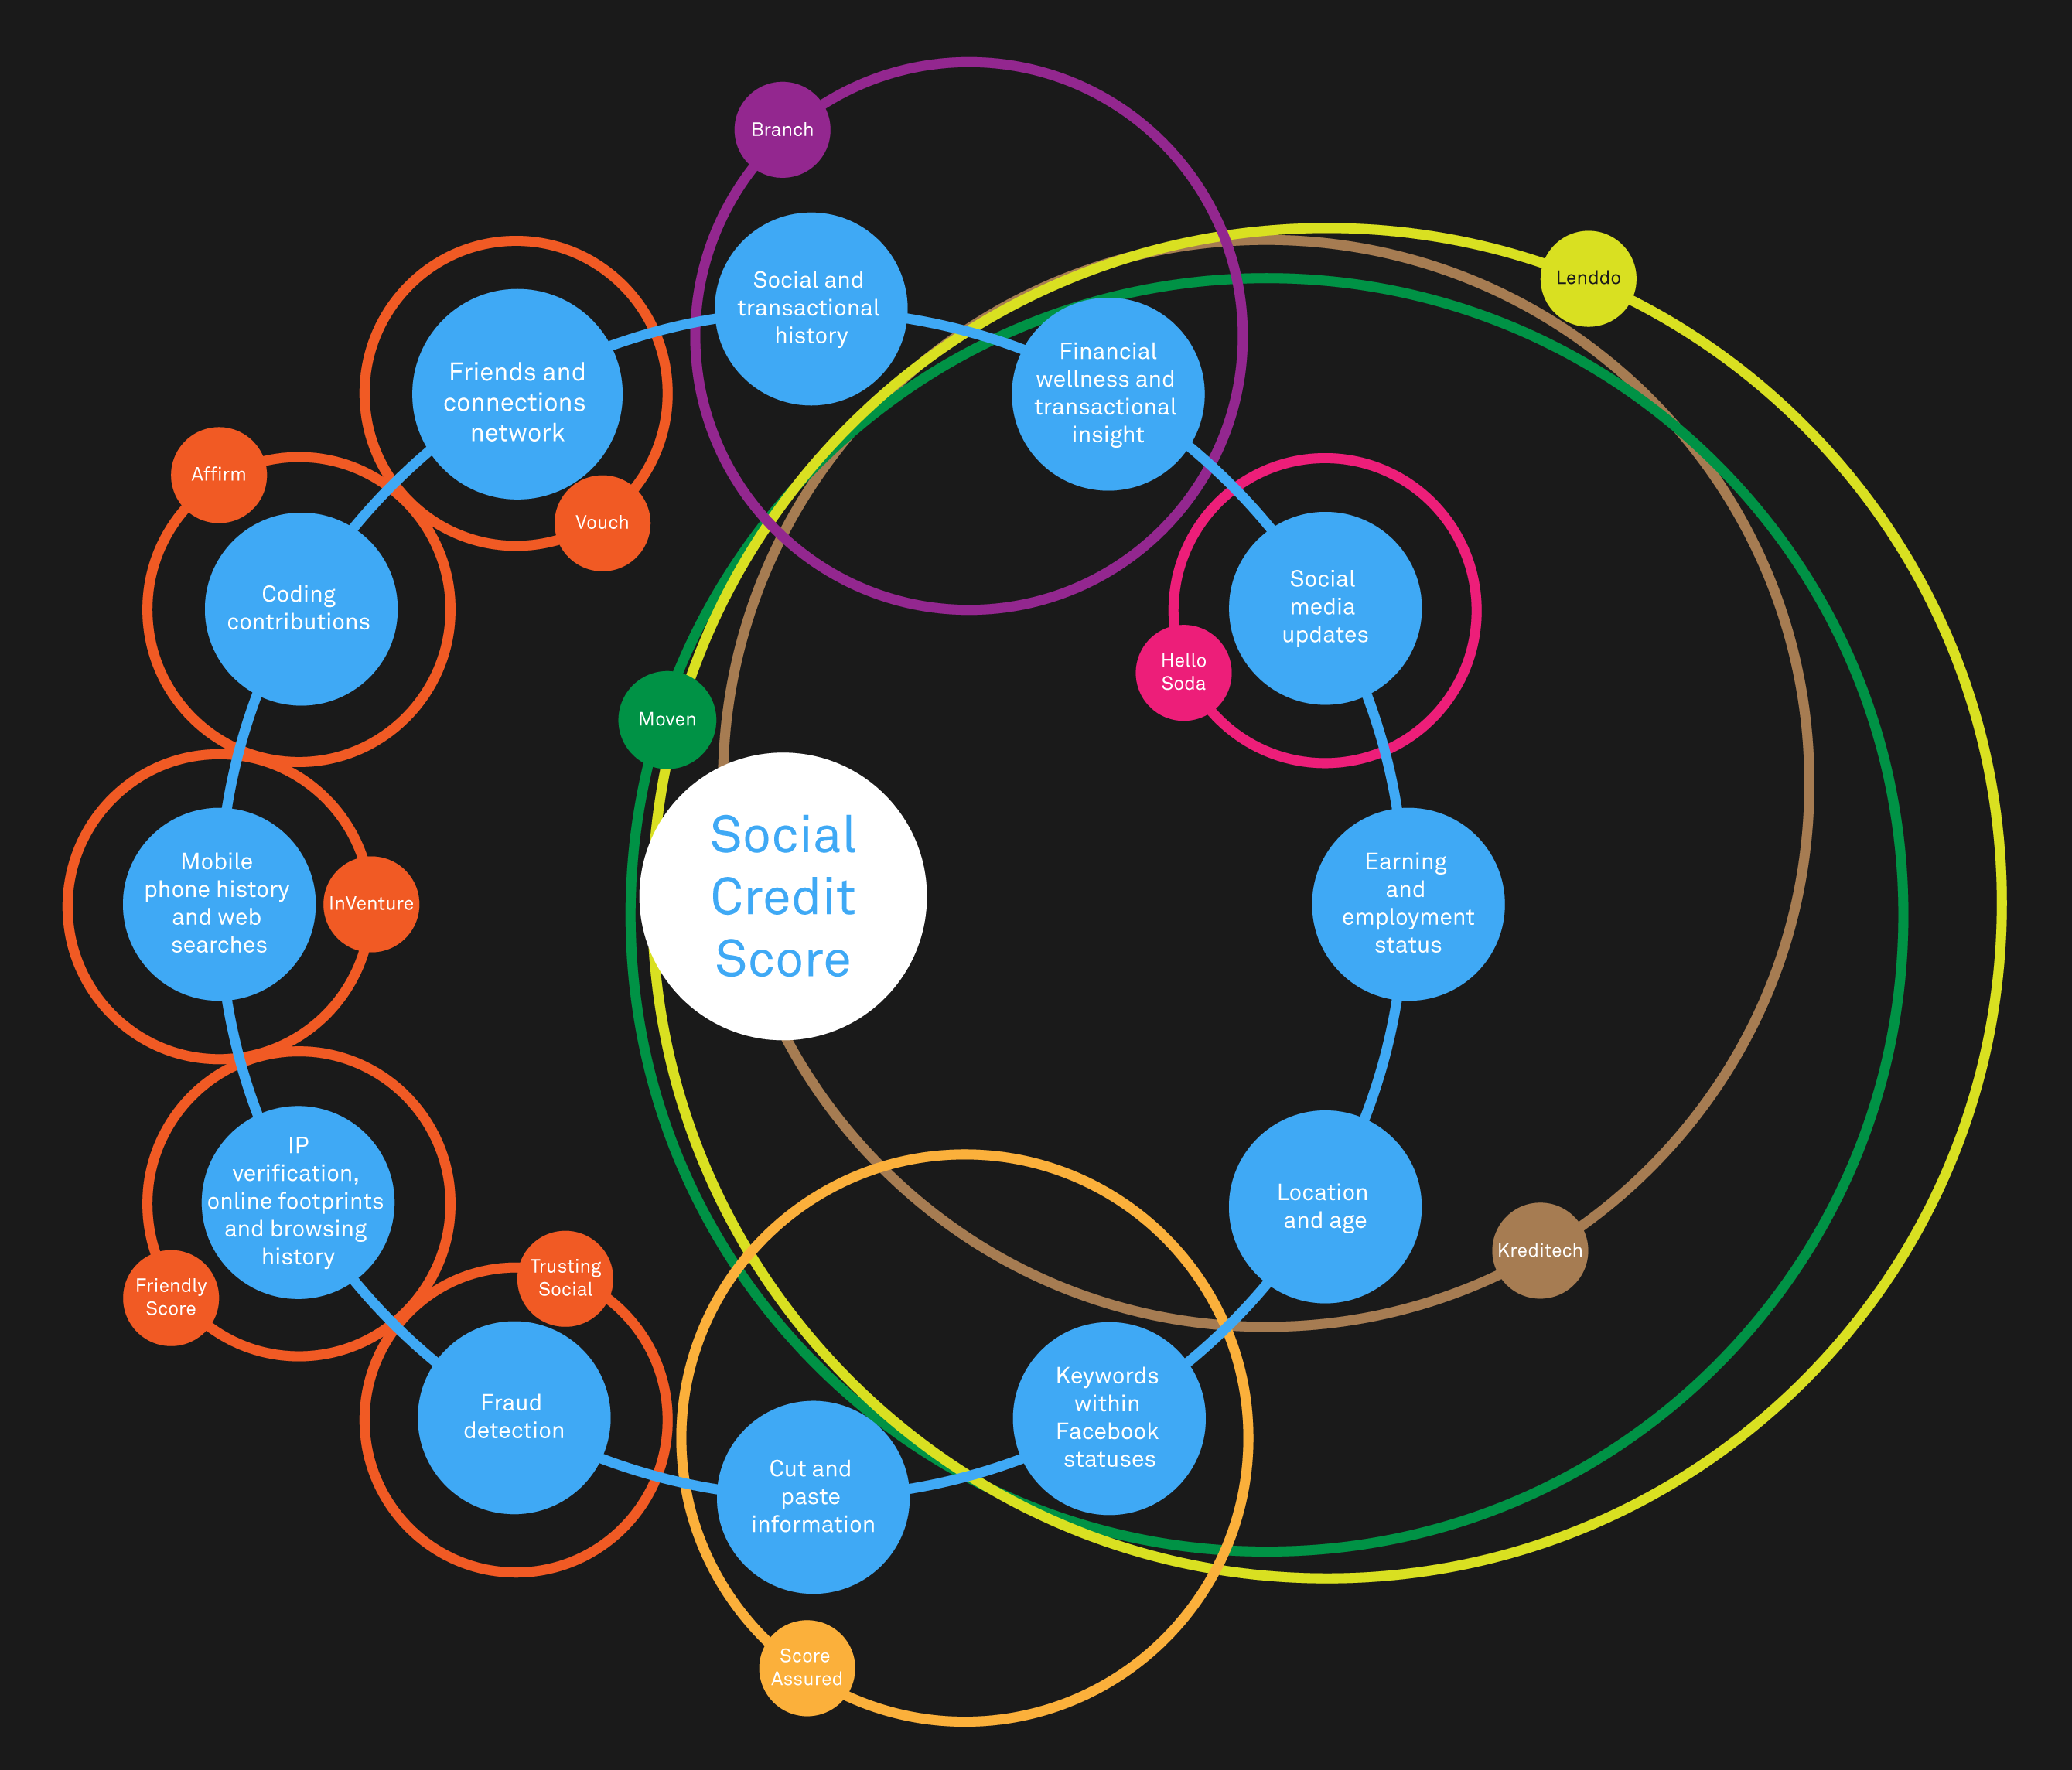 Branch
Social and
transactional
history
Lenddo
Financial
wellness and
transactional
insight
Friends and
connections
network
Affirm
Vouch
Coding
contributions
Social
media
updates
Hello
Soda
Moven
Social
Credit
Score
Mobile
phone history
and web
searches
InVenture
Earning
and
employment
status
IP
verification,
online footprints
and browsing
history
Location
and age
Kreditech
Friendly
Score
Trusting
Social
Fraud
detection
Keywords
within
Facebook
statuses
Cut and
paste
information
Score
Assured